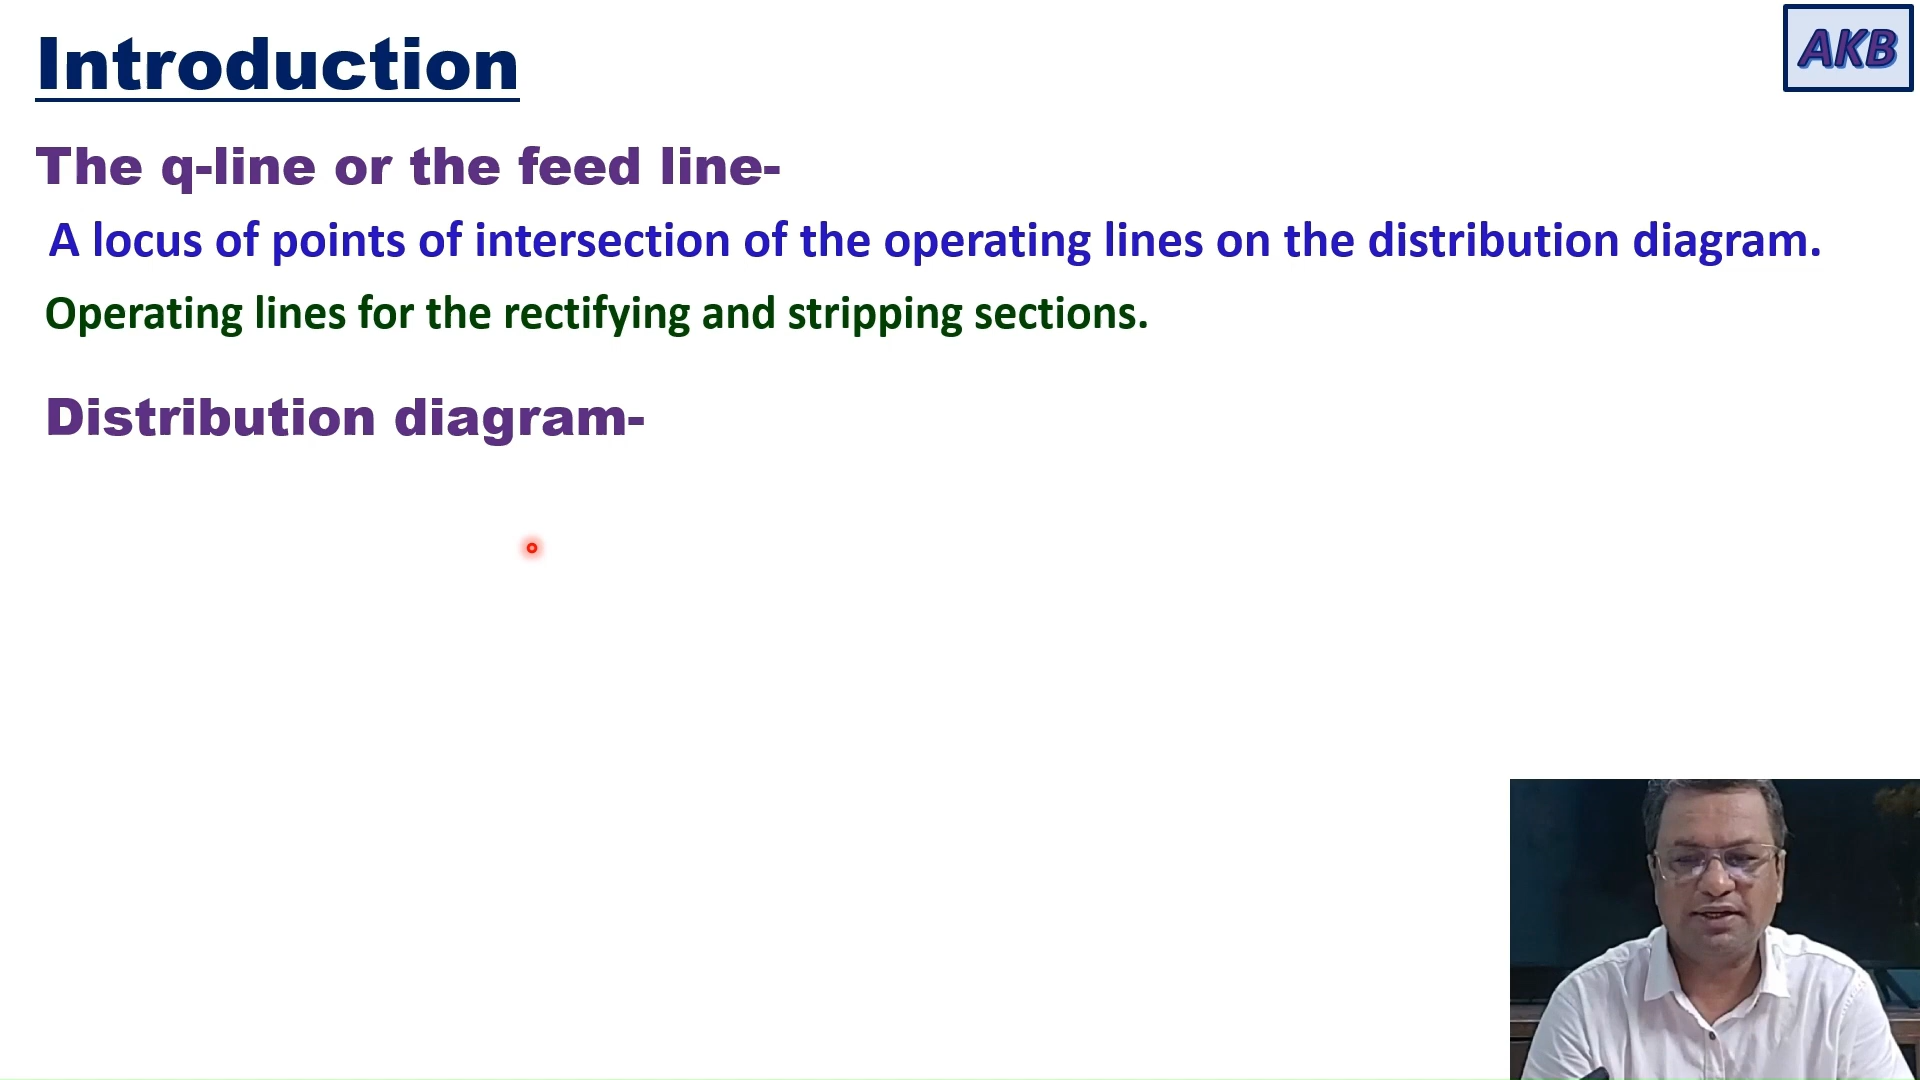 Introduction
AKB
The q-line or the feed line-
A locus of points of intersection of the operating lines on the distribution diagram.
Operating lines for the rectifying and stripping sections.
Distribution diagram-